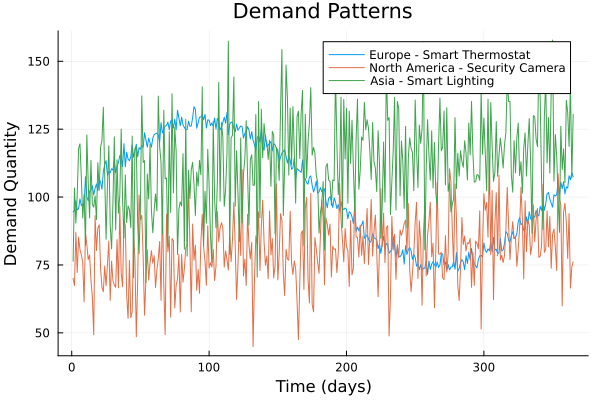 Demand Patterns
Europe - Smart Thermostat
North America - Security Camera
Asia - Smart Lighting
150
125
100
75
50
Demand Quantity
0
100
200
300
Time (days)